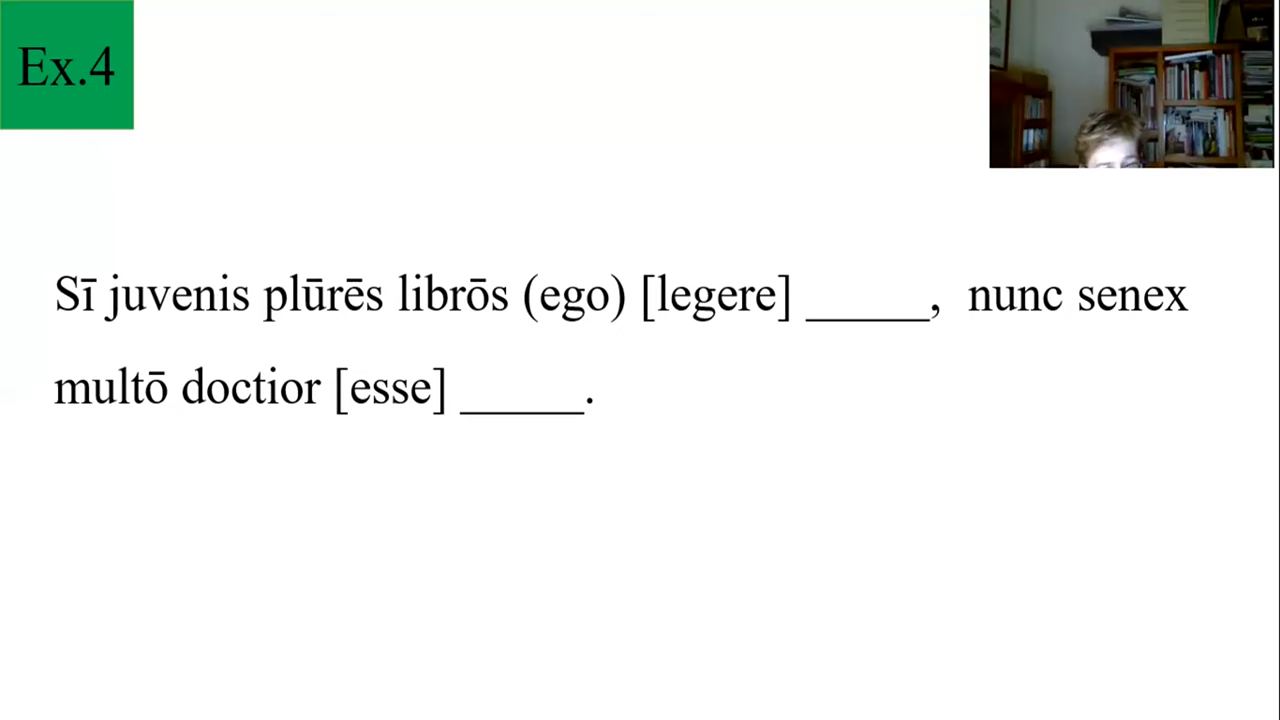 Ex.4
Sī juvenis plūrēs librōs (ego) [legere] _____, nunc senex
multō doctior [esse] _____.